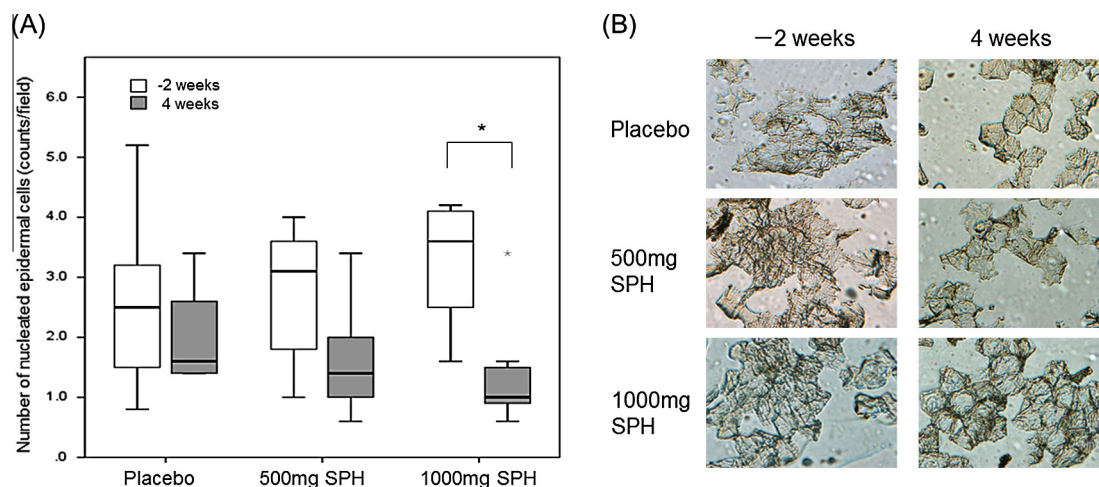 (A)
Number of nucleated epidermal cells (counts/field)
6.0
5.0
4.0
3.0
2.0
1.0
.0
-2 weeks
4 weeks
*
*
Placebo
500mg SPH
1000mg SPH
(B)
−2 weeks
4 weeks
Placebo
500mg
SPH
1000mg
SPH